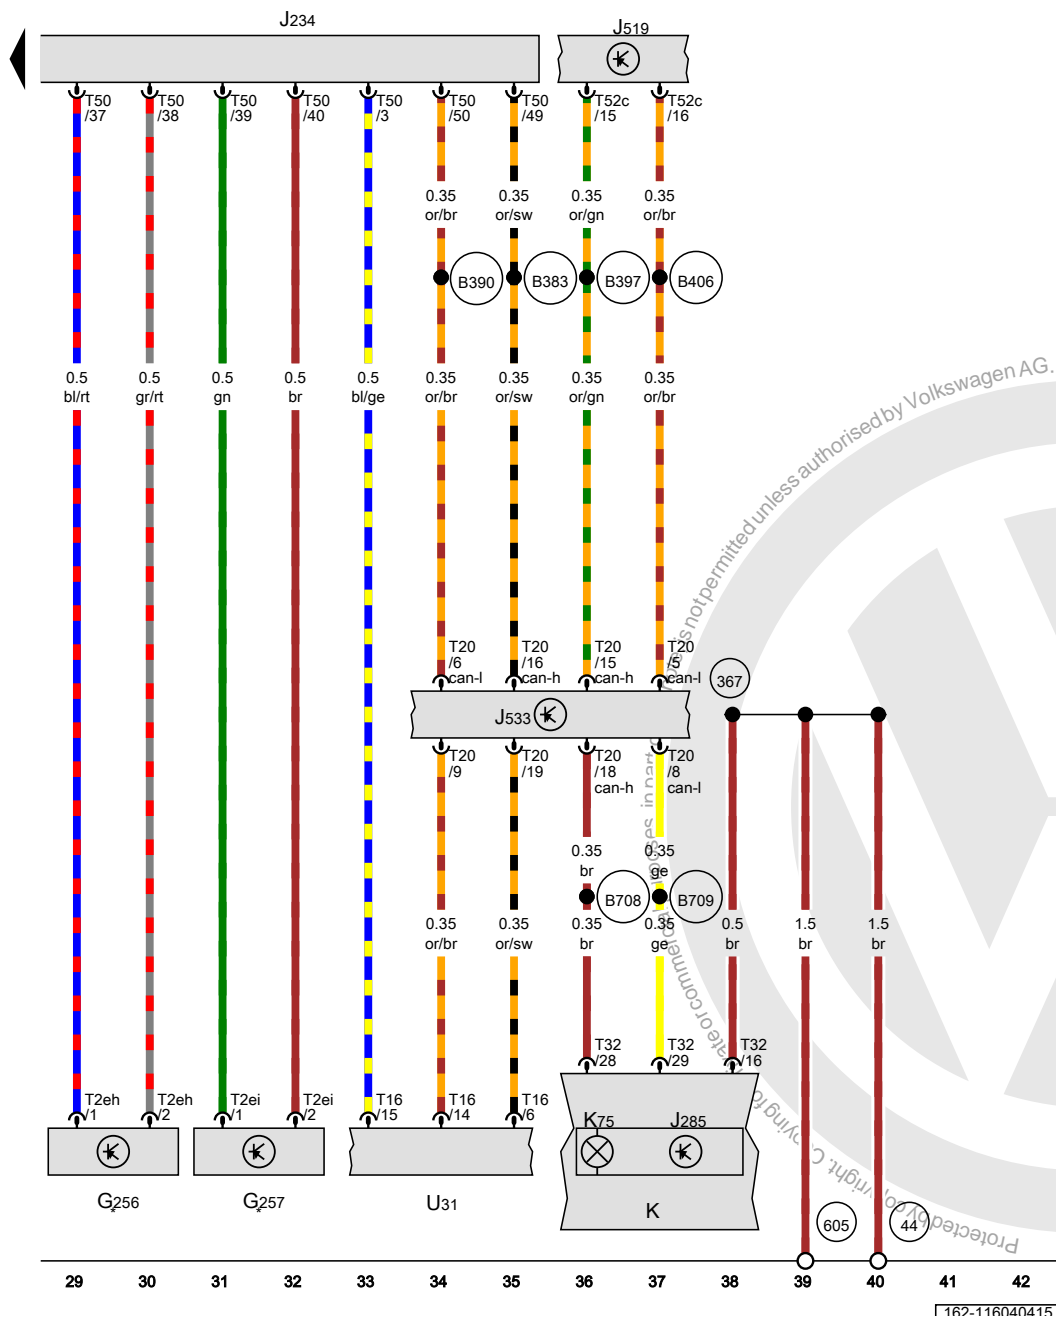 J234
J519
T50 /37
T50 /38
T50 /39
T50 /40
T50 /3
T50 /50
T50 /49
T52c /15
T52c /16
0.35 or/br
0.35 or/sw
0.35 or/gn
0.35 or/br
B390
B383
B397
B406
0.5 bl/rt
0.5 gr/rt
0.5 gn
0.5 br
0.5 bl/ge
0.35 or/br
0.35 or/sw
0.35 or/gn
0.35 or/br
T20 /6 can-l
T20 /16 can-h
T20 /15 can-h
T20 /5 can-l
367
J533
T20 /9
T20 /19
T20 /18 can-h
T20 /8 can-l
0.35 br
0.35 ge
B708
B709
0.35 or/br
0.35 or/sw
0.35 br
0.35 ge
0.5 br
1.5 br
1.5 br
T32 /28
T32 /29
T32 /16
T2eh /1
T2eh /2
T2ei /1
T2ei /2
T16 /15
T16 /14
T16 /6
K75
J285
G256
*
G257
*
U31
K
605
44
29 30 31 32 33 34 35 36 37 38 39 40 41 42
162-116040415
Protected by copyright. Copying for
or commercial purposes, in part
is not permitted unless authorised by Volkswagen AG.